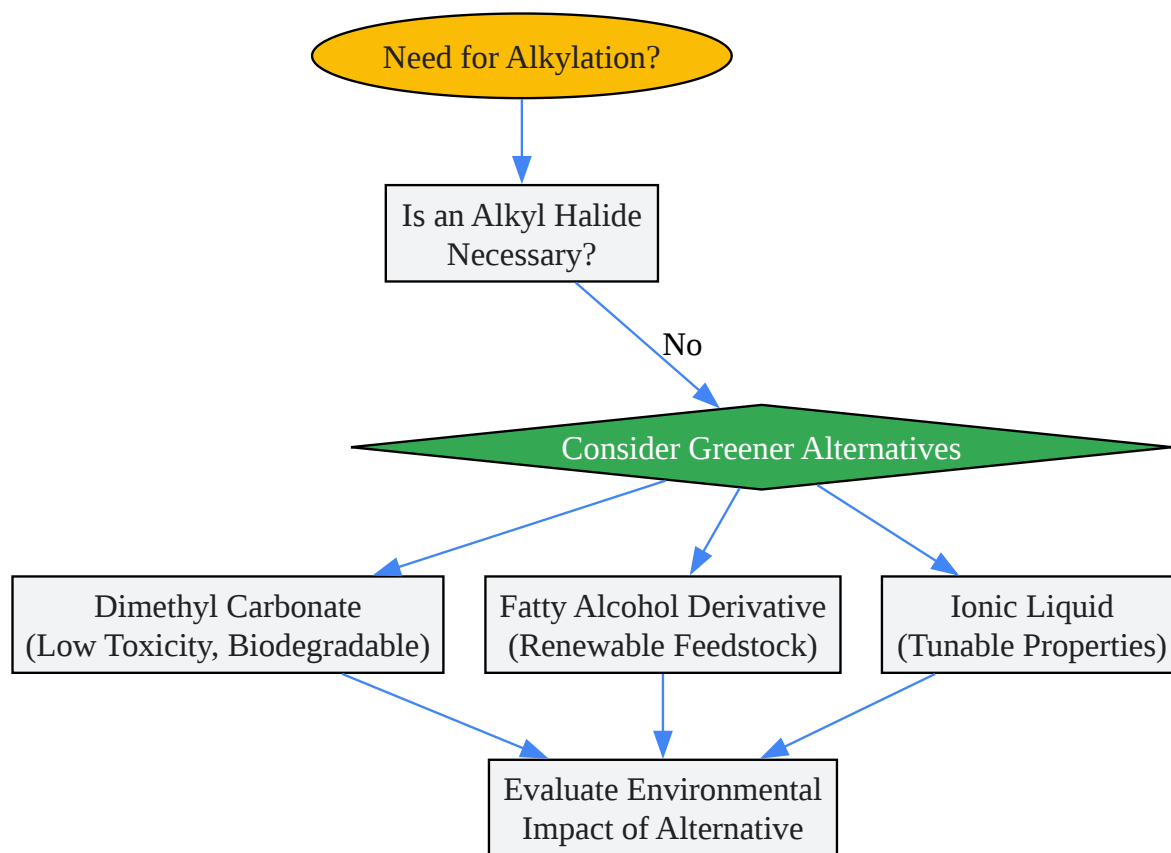 Need for Alkylation?
Is an Alkyl Halide
Necessary?
No
Consider Greener Alternatives
Dimethyl Carbonate
(Low Toxicity, Biodegradable)
Fatty Alcohol Derivative
(Renewable Feedstock)
Ionic Liquid
(Tunable Properties)
Evaluate Environmental
Impact of Alternative